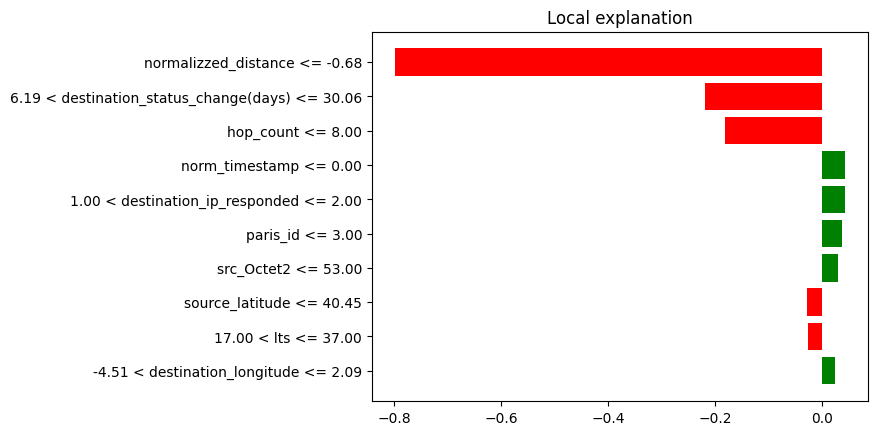 Local explanation
normalizzed_distance <= -0.68
6.19 < destination_status_change(days) <= 30.06
hop_count <= 8.00
norm_timestamp <= 0.00
1.00 < destination_ip_responded <= 2.00
paris_id <= 3.00
src_Octet2 <= 53.00
source_latitude <= 40.45
17.00 < lts <= 37.00
-4.51 < destination_longitude <= 2.09
−0.8 −0.6 −0.4 −0.2 0.0